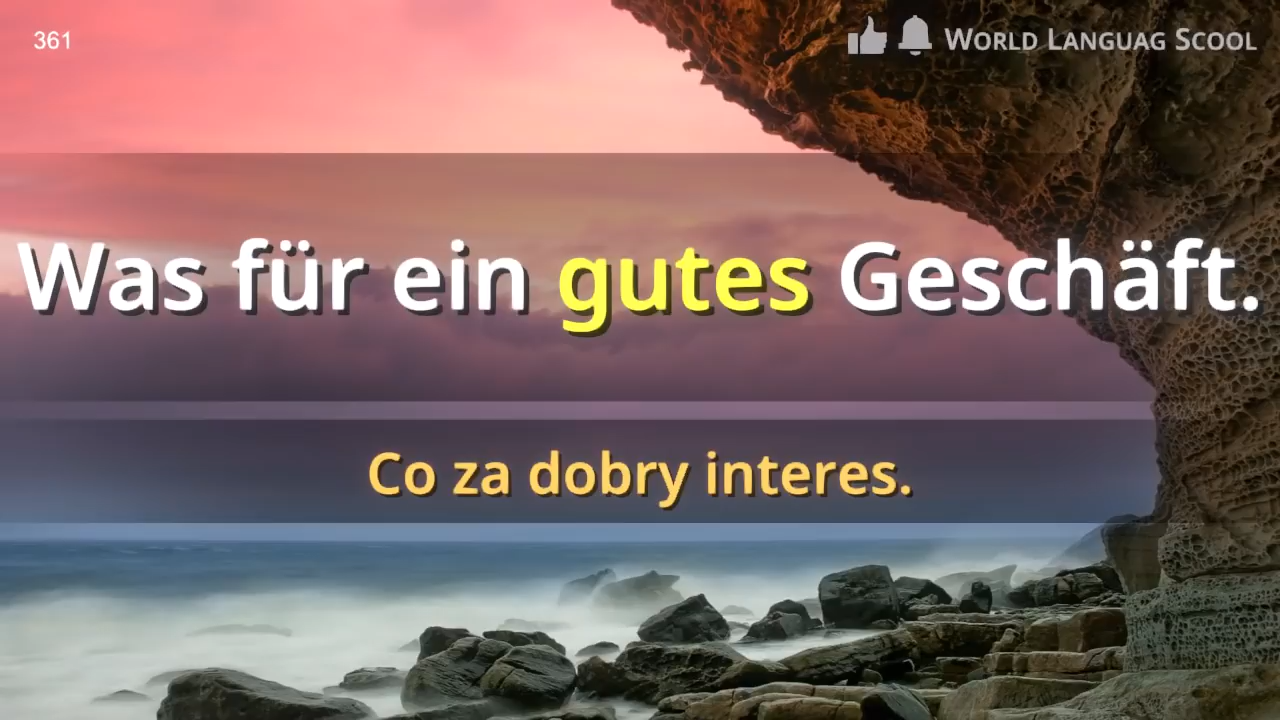 361
WORLD LANGUAG SCOOL
Was für ein gutes Geschäft.
Co za dobry interes.